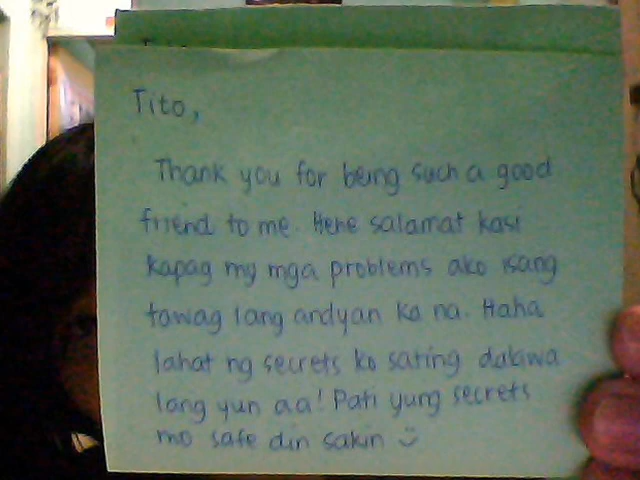 Tito,
Thank you for being such a good
friend to me. Hehe salamat kasi
kapag my mga problems ako isang
tawag lang andyan ka na. Haha
lahat ng secrets ko sating dalawa
lang yun aa! Pati yung secrets
mo safe din sakin